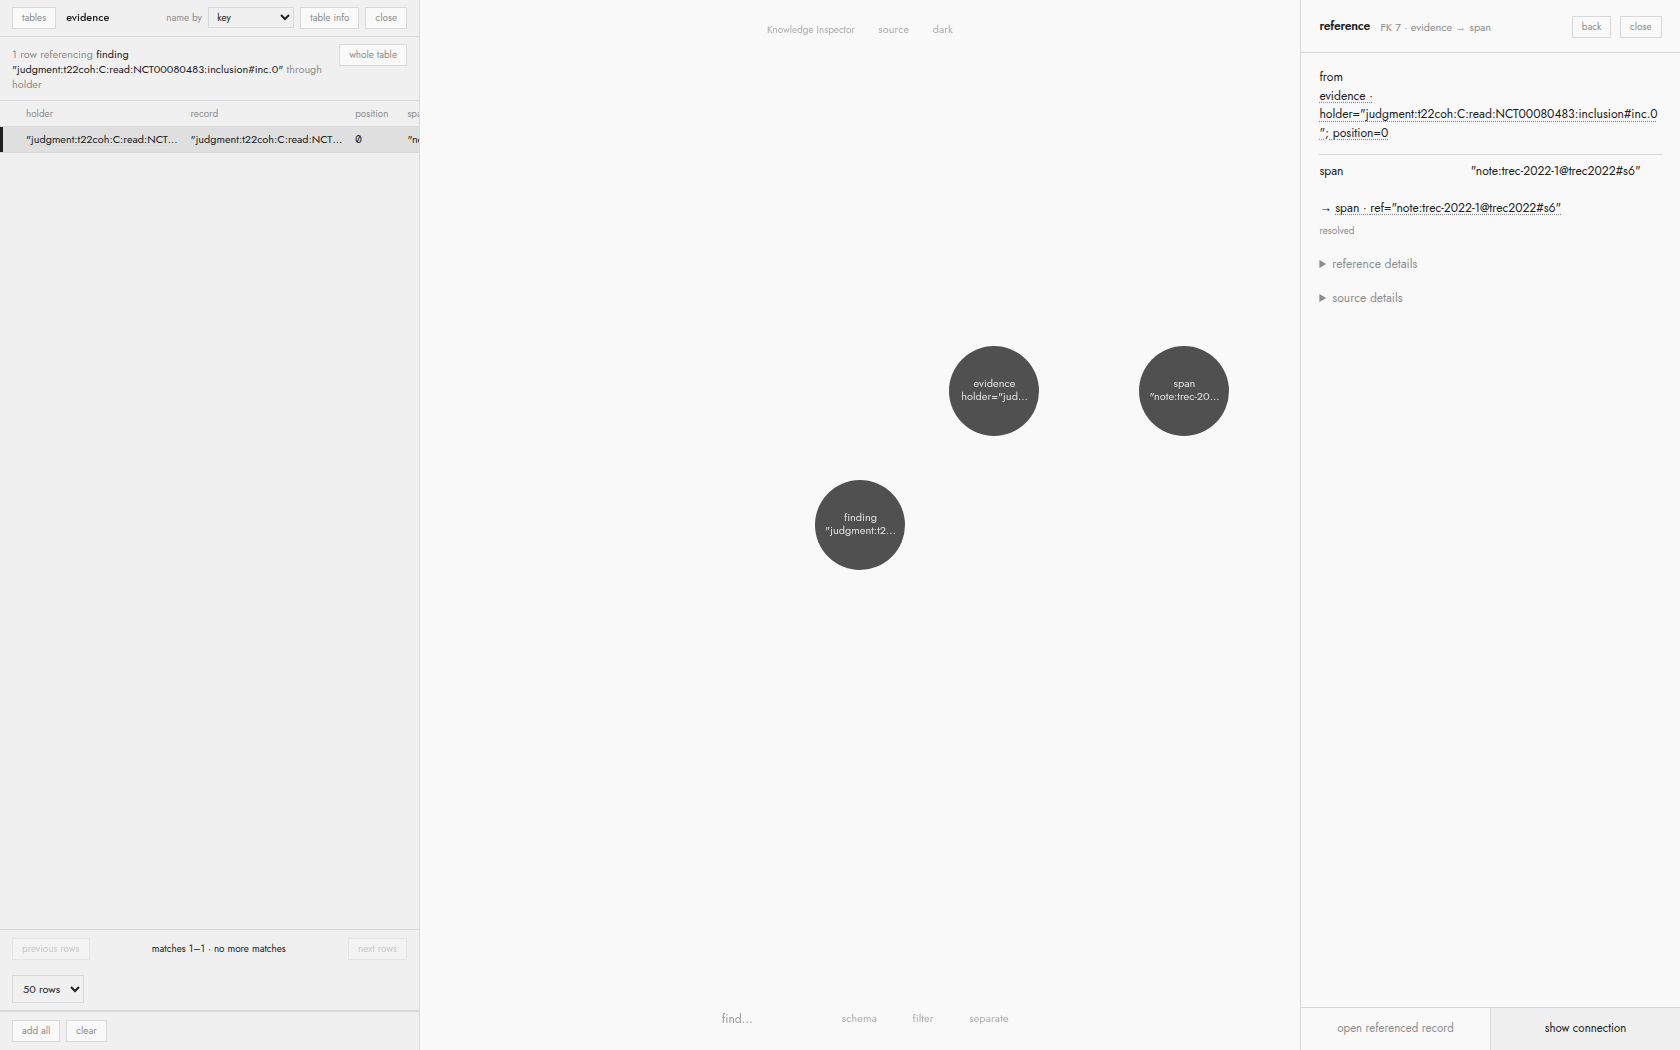 tables evidence name by key table info close
1 row referencing finding
"judgment:t22coh:C:read:NCT00080483:inclusion#inc.0" through
holder
whole table
holder record position spa
"judgment:t22coh:C:read:NCT... "judgment:t22coh:C:read:NCT... 0 "no
previous rows matches 1–1 · no more matches next rows
50 rows
add all clear
Knowledge Inspector source dark
evidence
holder="jud...
span
"note:trec-20...
finding
"judgment:t2...
find... schema filter separate
reference FK 7 · evidence → span back close
from
evidence ·
holder="judgment:t22coh:C:read:NCT00080483:inclusion#inc.0
"; position=0
span "note:trec-2022-1@trec2022#s6"
→ span · ref="note:trec-2022-1@trec2022#s6"
resolved
▶ reference details
▶ source details
open referenced record show connection